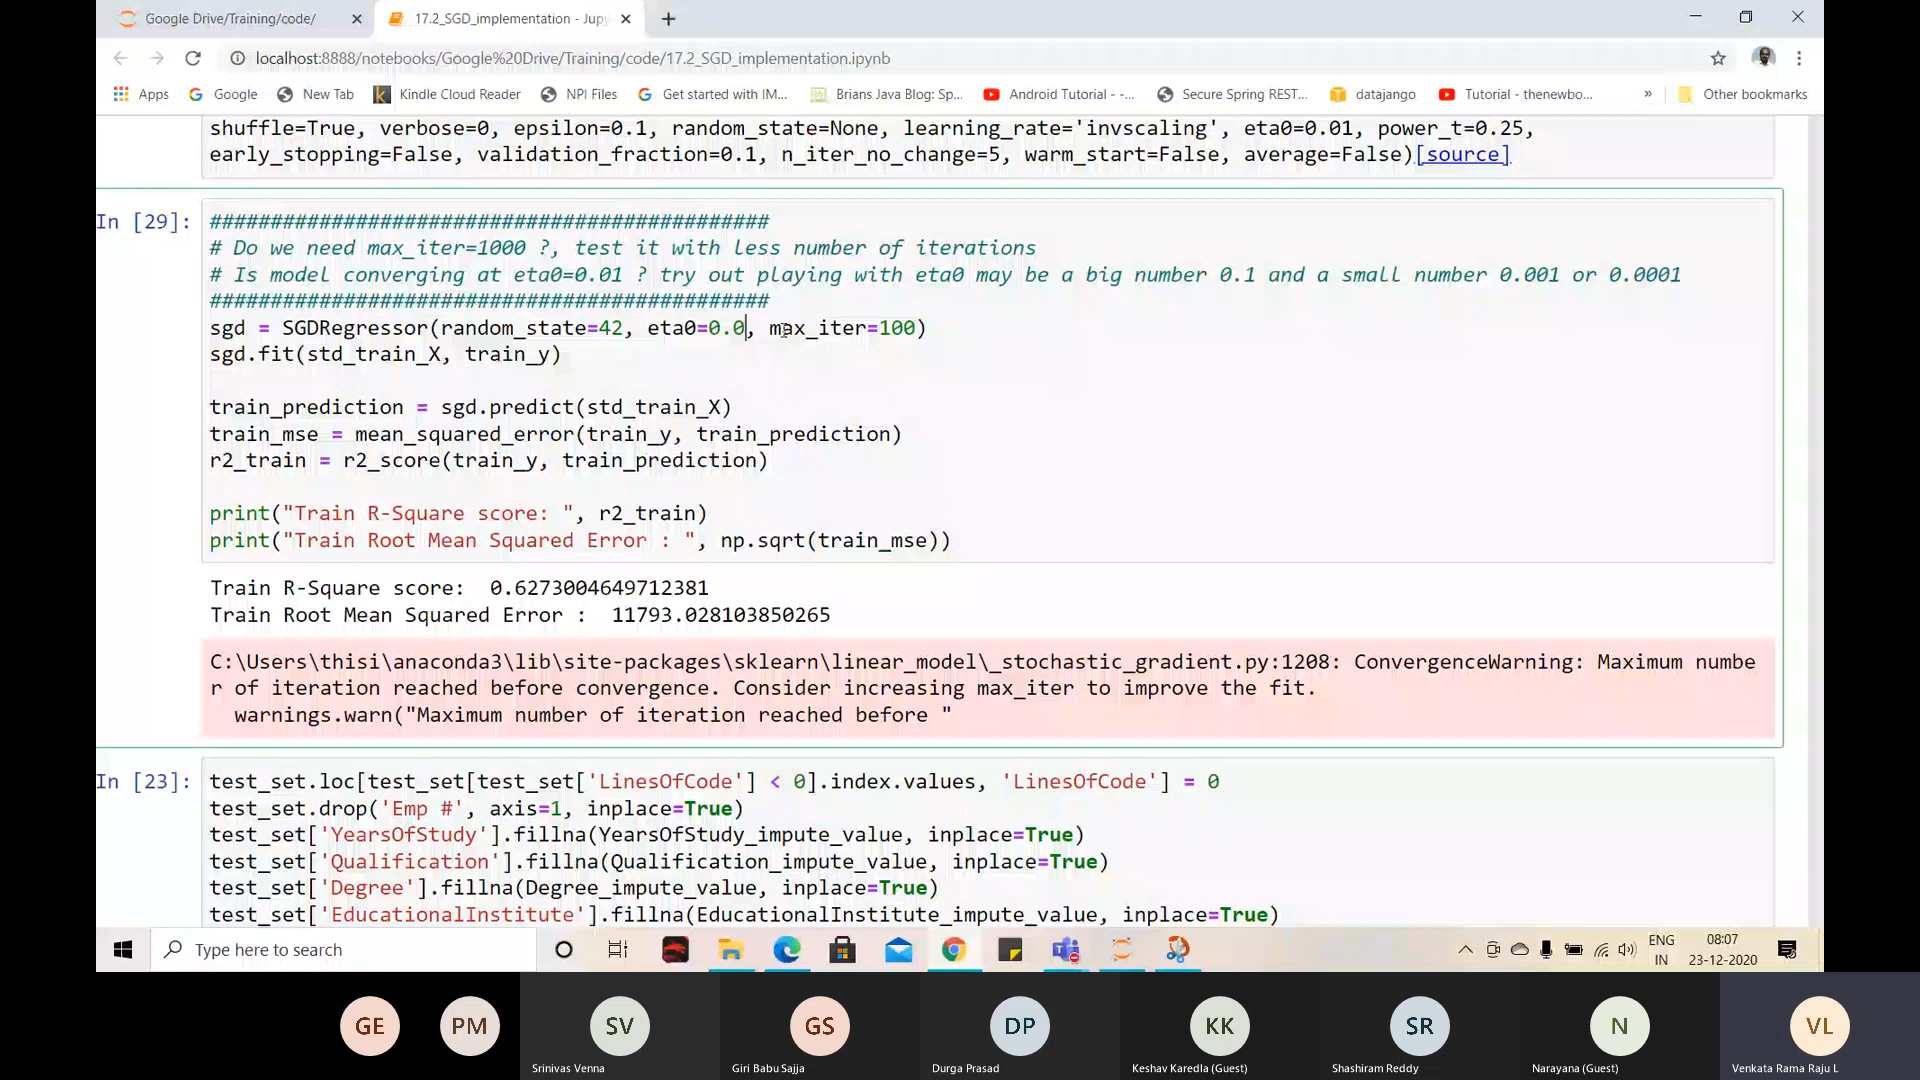 Google Drive/Training/code/
17.2_SGD_implementation - Jup
localhost:8888/notebooks/Google%20Drive/Training/code/17.2_SGD_implementation.ipynb
Apps Google New Tab Kindle Cloud Reader NPI Files Get started with IM... Brians Java Blog: Sp... Android Tutorial - -... Secure Spring REST... datajango Tutorial - thenewbo... » Other bookmarks
shuffle=True, verbose=0, epsilon=0.1, random_state=None, learning_rate='invscaling', eta0=0.01, power_t=0.25,
early_stopping=False, validation_fraction=0.1, n_iter_no_change=5, warm_start=False, average=False)[source]
In [29]:
##############################################
# Do we need max_iter=1000 ?, test it with less number of iterations
# Is model converging at eta0=0.01 ? try out playing with eta0 may be a big number 0.1 and a small number 0.001 or 0.0001
##############################################
sgd = SGDRegressor(random_state=42, eta0=0.0, max_iter=100)
sgd.fit(std_train_X, train_y)
train_prediction = sgd.predict(std_train_X)
train_mse = mean_squared_error(train_y, train_prediction)
r2_train = r2_score(train_y, train_prediction)
print("Train R-Square score: ", r2_train)
print("Train Root Mean Squared Error : ", np.sqrt(train_mse))
Train R-Square score:  0.6273004649712381
Train Root Mean Squared Error :  11793.028103850265
C:\Users\thisi\anaconda3\lib\site-packages\sklearn\linear_model\_stochastic_gradient.py:1208: ConvergenceWarning: Maximum numbe
r of iteration reached before convergence. Consider increasing max_iter to improve the fit.
warnings.warn("Maximum number of iteration reached before "
In [23]:
test_set.loc[test_set[test_set['LinesOfCode'] < 0].index.values, 'LinesOfCode'] = 0
test_set.drop('Emp #', axis=1, inplace=True)
test_set['YearsOfStudy'].fillna(YearsOfStudy_impute_value, inplace=True)
test_set['Qualification'].fillna(Qualification_impute_value, inplace=True)
test_set['Degree'].fillna(Degree_impute_value, inplace=True)
test_set['EducationalInstitute'].fillna(EducationalInstitute_impute_value, inplace=True)
Type here to search
ENG
IN
08:07
23-12-2020
GE PM SV GS DP KK SR N VL
Srinivas Venna Giri Babu Sajja Durga Prasad Keshav Karedla (Guest) Shashiram Reddy Narayana (Guest) Venkata Rama Raju L